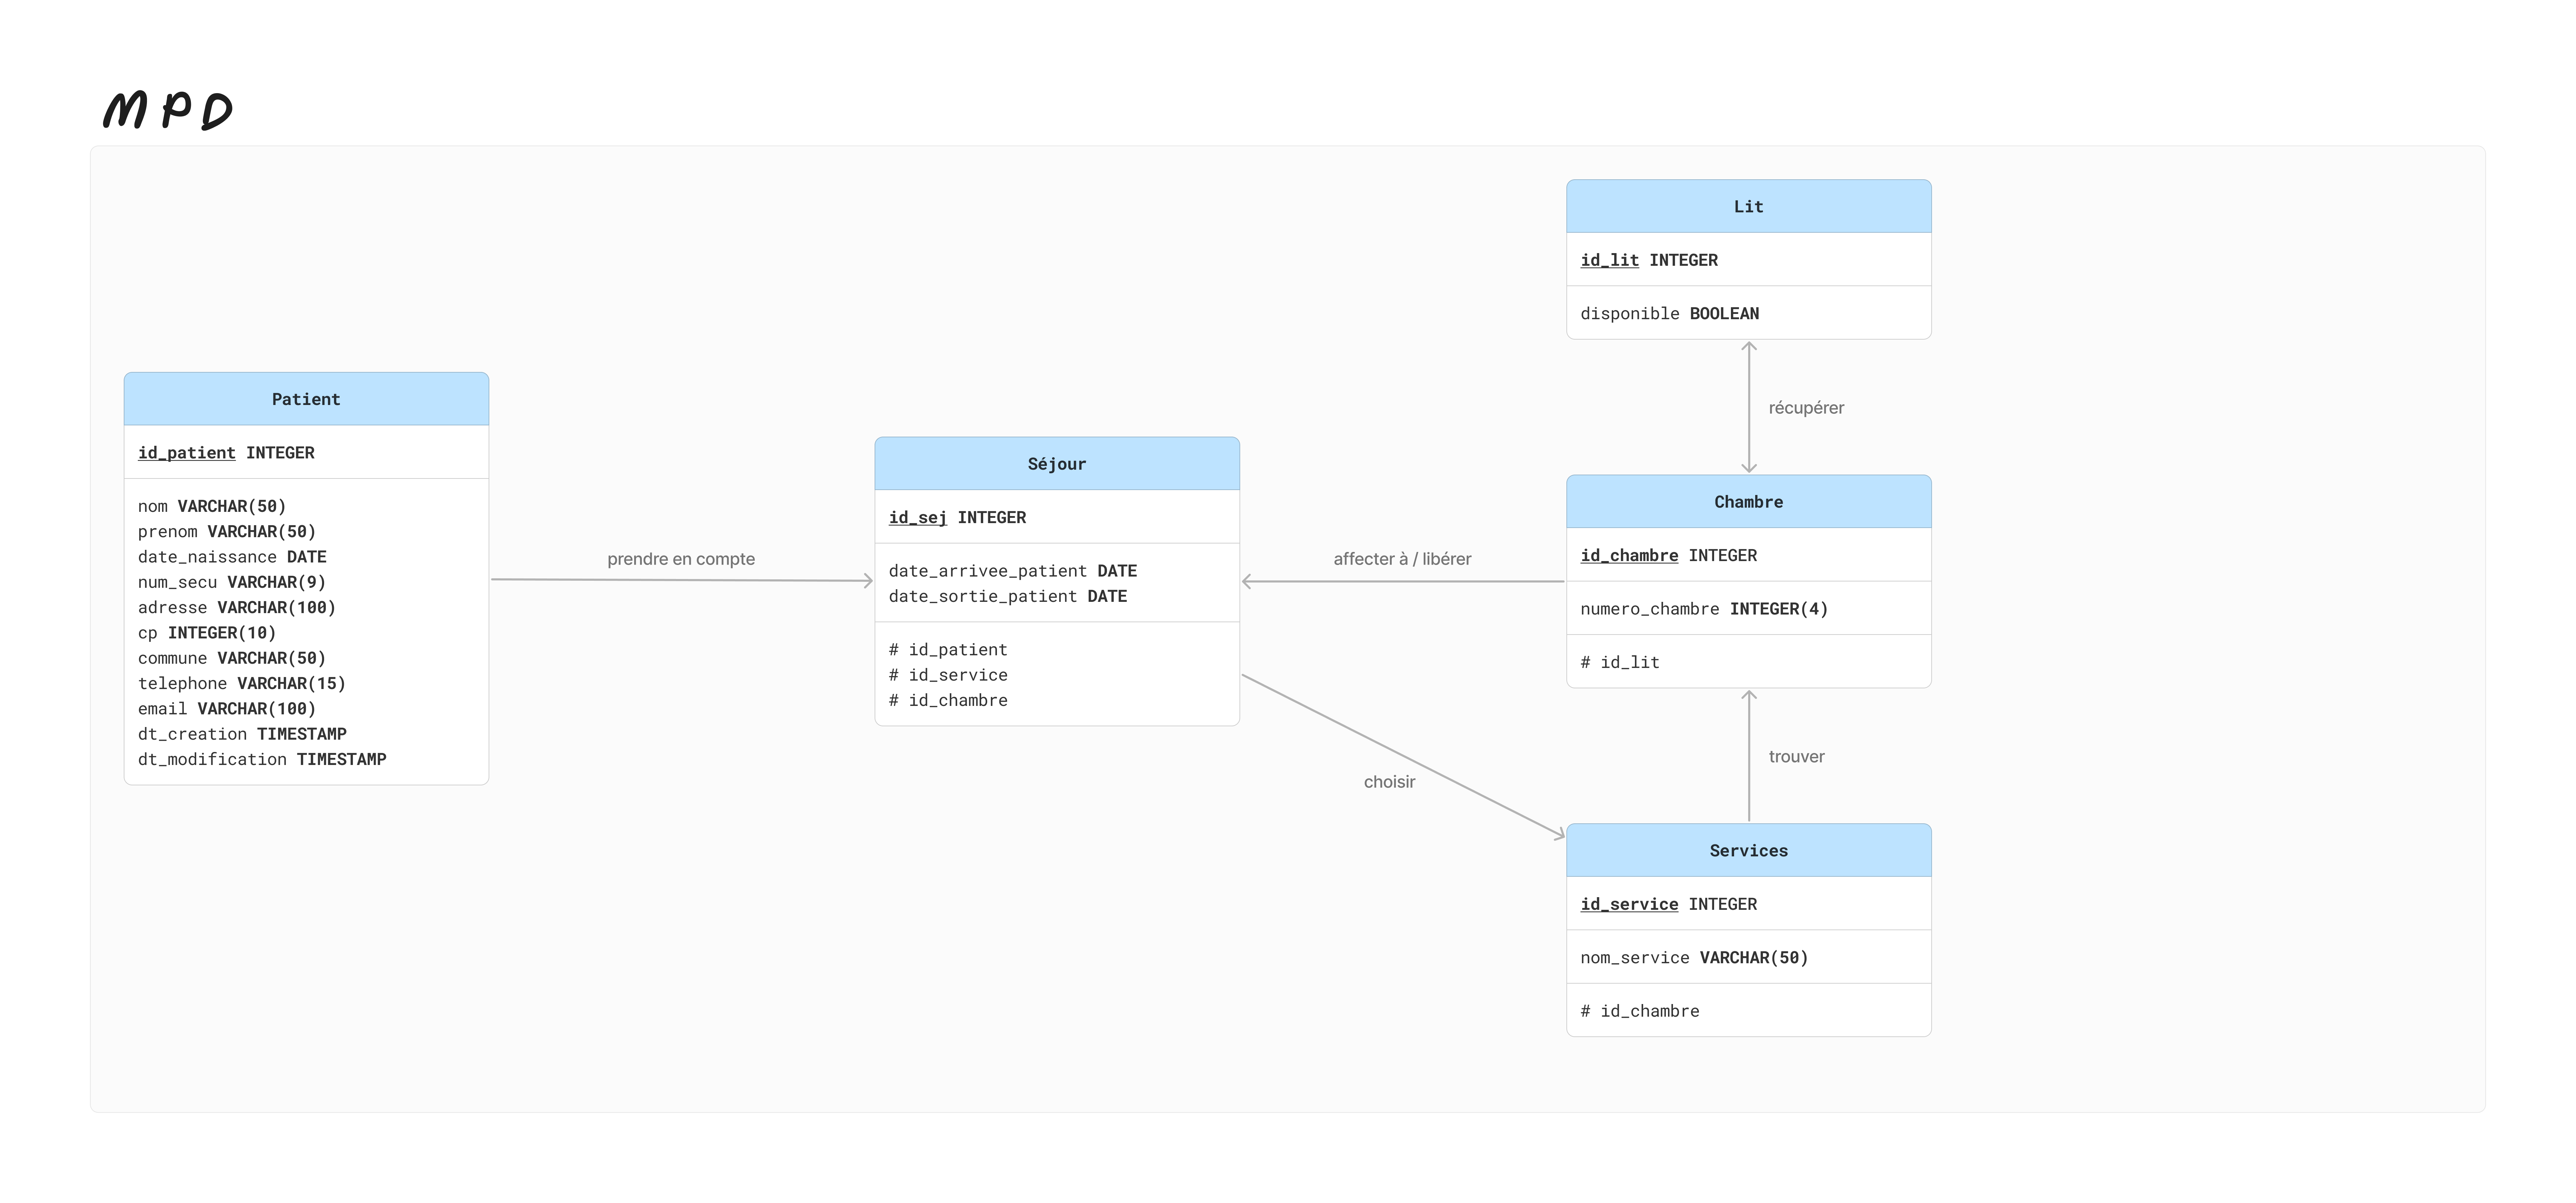 MPD
Patient
id_patient INTEGER
nom VARCHAR(50)
prenom VARCHAR(50)
date_naissance DATE
num_secu VARCHAR(9)
adresse VARCHAR(100)
cp INTEGER(10)
commune VARCHAR(50)
telephone VARCHAR(15)
email VARCHAR(100)
dt_creation TIMESTAMP
dt_modification TIMESTAMP
prendre en compte
Séjour
id_sej INTEGER
date_arrivee_patient DATE
date_sortie_patient DATE
# id_patient
# id_service
# id_chambre
affecter à / libérer
choisir
Lit
id_lit INTEGER
disponible BOOLEAN
récupérer
Chambre
id_chambre INTEGER
numero_chambre INTEGER(4)
# id_lit
trouver
Services
id_service INTEGER
nom_service VARCHAR(50)
# id_chambre